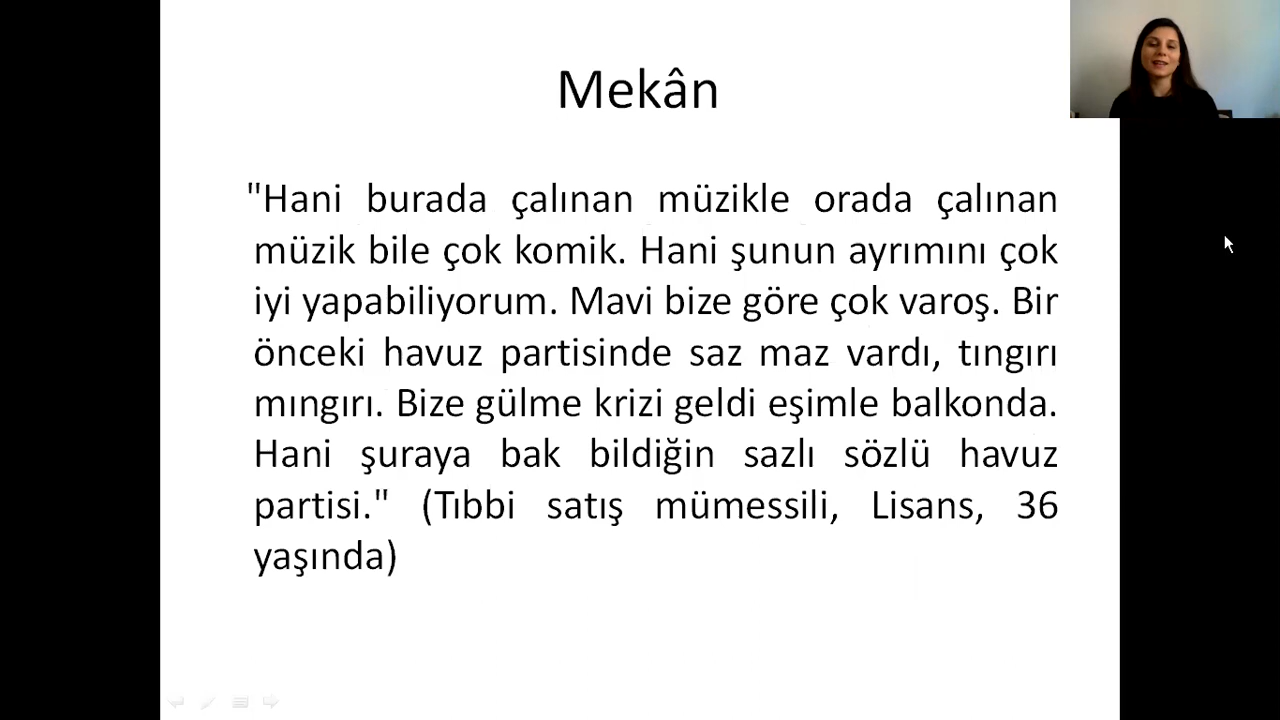 Mekân
"Hani burada çalınan müzikle orada çalınan
müzik bile çok komik. Hani şunun ayrımını çok
iyi yapabiliyorum. Mavi bize göre çok varoş. Bir
önceki havuz partisinde saz maz vardı, tıngırı
mıngırı. Bize gülme krizi geldi eşimle balkonda.
Hani şuraya bak bildiğin sazlı sözlü havuz
partisi." (Tıbbi satış mümessili, Lisans, 36
yaşında)